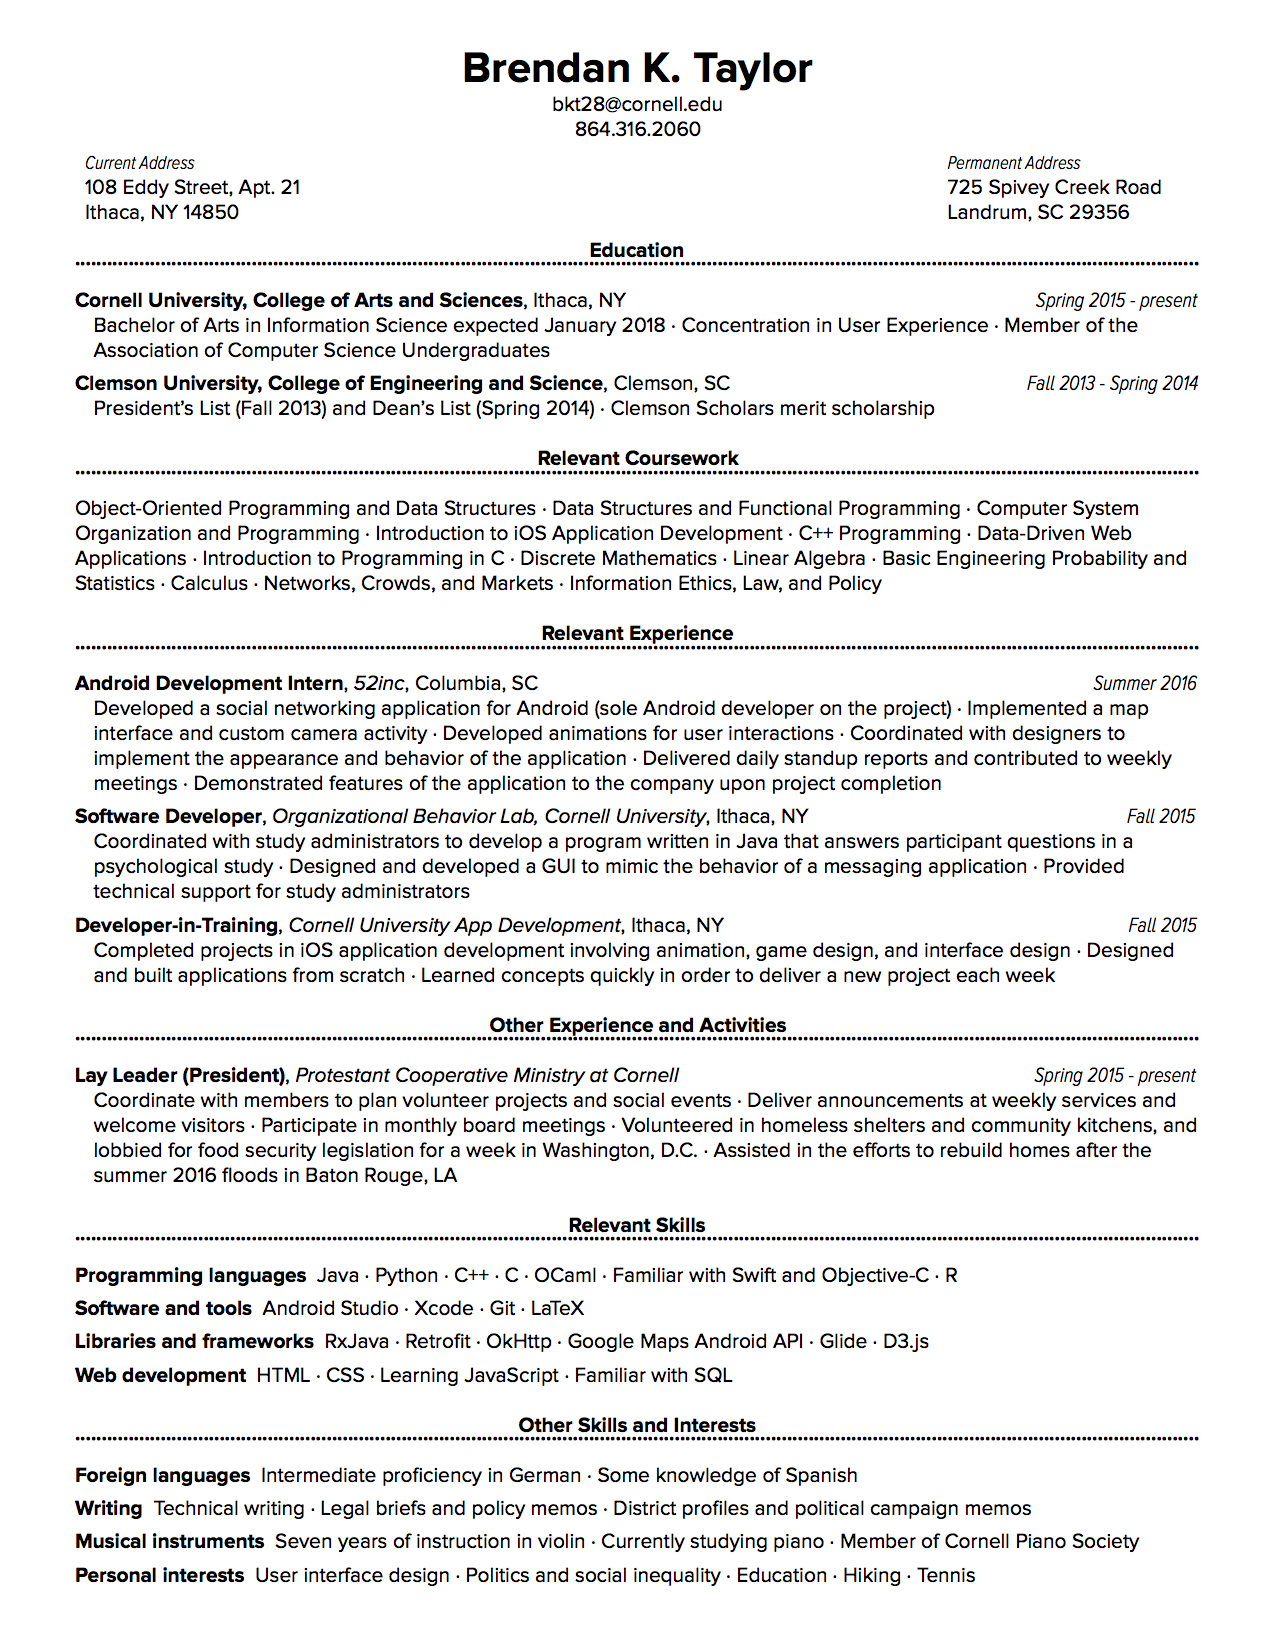 Brendan K. Taylor
bkt28@cornell.edu
864.316.2060
Current Address
108 Eddy Street, Apt. 21
Ithaca, NY 14850
Permanent Address
725 Spivey Creek Road
Landrum, SC 29356
Education
Cornell University, College of Arts and Sciences, Ithaca, NY Spring 2015 - present
Bachelor of Arts in Information Science expected January 2018 · Concentration in User Experience · Member of the
Association of Computer Science Undergraduates
Clemson University, College of Engineering and Science, Clemson, SC Fall 2013 - Spring 2014
President’s List (Fall 2013) and Dean’s List (Spring 2014) · Clemson Scholars merit scholarship
Relevant Coursework
Object-Oriented Programming and Data Structures · Data Structures and Functional Programming · Computer System
Organization and Programming · Introduction to iOS Application Development · C++ Programming · Data-Driven Web
Applications · Introduction to Programming in C · Discrete Mathematics · Linear Algebra · Basic Engineering Probability and
Statistics · Calculus · Networks, Crowds, and Markets · Information Ethics, Law, and Policy
Relevant Experience
Android Development Intern, 52inc, Columbia, SC Summer 2016
Developed a social networking application for Android (sole Android developer on the project) · Implemented a map
interface and custom camera activity · Developed animations for user interactions · Coordinated with designers to
implement the appearance and behavior of the application · Delivered daily standup reports and contributed to weekly
meetings · Demonstrated features of the application to the company upon project completion
Software Developer, Organizational Behavior Lab, Cornell University, Ithaca, NY Fall 2015
Coordinated with study administrators to develop a program written in Java that answers participant questions in a
psychological study · Designed and developed a GUI to mimic the behavior of a messaging application · Provided
technical support for study administrators
Developer-in-Training, Cornell University App Development, Ithaca, NY Fall 2015
Completed projects in iOS application development involving animation, game design, and interface design · Designed
and built applications from scratch · Learned concepts quickly in order to deliver a new project each week
Other Experience and Activities
Lay Leader (President), Protestant Cooperative Ministry at Cornell Spring 2015 - present
Coordinate with members to plan volunteer projects and social events · Deliver announcements at weekly services and
welcome visitors · Participate in monthly board meetings · Volunteered in homeless shelters and community kitchens, and
lobbied for food security legislation for a week in Washington, D.C. · Assisted in the efforts to rebuild homes after the
summer 2016 floods in Baton Rouge, LA
Relevant Skills
Programming languages Java · Python · C++ · C · OCaml · Familiar with Swift and Objective-C · R
Software and tools Android Studio · Xcode · Git · LaTeX
Libraries and frameworks RxJava · Retrofit · OkHttp · Google Maps Android API · Glide · D3.js
Web development HTML · CSS · Learning JavaScript · Familiar with SQL
Other Skills and Interests
Foreign languages Intermediate proficiency in German · Some knowledge of Spanish
Writing Technical writing · Legal briefs and policy memos · District profiles and political campaign memos
Musical instruments Seven years of instruction in violin · Currently studying piano · Member of Cornell Piano Society
Personal interests User interface design · Politics and social inequality · Education · Hiking · Tennis